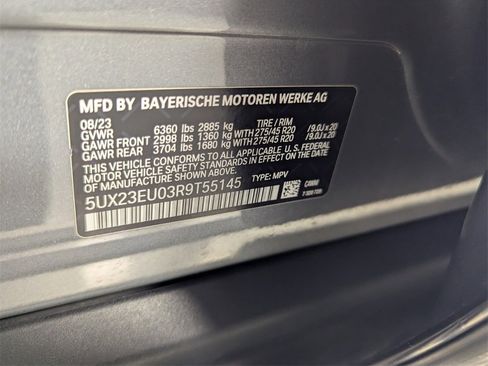 MFD BY BAYERISCHE MOTOREN WERKE AG
08/23 TIRE / RIM
GVWR 6360 lbs 2885 kg
GAWR FRONT 2998 lbs 1360 kg WITH 275/45 R20 /9.0J x 20/
GAWR REAR 3704 lbs 1680 kg WITH 275/45 R20 /9.0J x 20/
THIS VEHICLE CONFORMS TO ALL APPLICABLE U.S. FEDERAL
MOTOR VEHICLE SAFETY STANDARDS IN EFFECT
ON THE DATE OF MANUFACTURE SHOWN ABOVE.
5UX23EU03R9T55145 TYPE: MPV